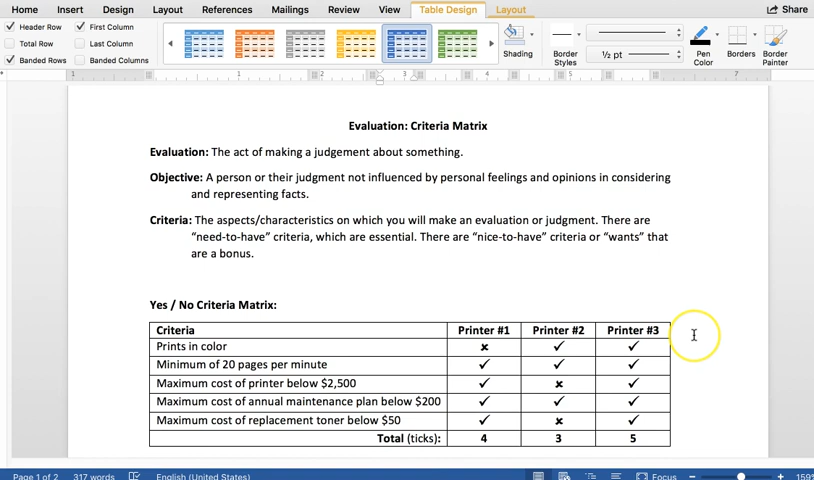 Home Insert Design Layout References Mailings Review View Table Design Layout Share
Header Row First Column
Total Row Last Column
Banded Rows Banded Columns
Shading
Border Styles
½ pt
Pen Color
Borders
Border Painter
1 1 2 3 4 5 7
Evaluation: Criteria Matrix
Evaluation: The act of making a judgement about something.
Objective: A person or their judgment not influenced by personal feelings and opinions in considering
and representing facts.
Criteria: The aspects/characteristics on which you will make an evaluation or judgment. There are
“need-to-have” criteria, which are essential. There are “nice-to-have” criteria or “wants” that
are a bonus.
Yes / No Criteria Matrix:
Criteria Printer #1 Printer #2 Printer #3
Prints in color × ✓ ✓
Minimum of 20 pages per minute ✓ ✓ ✓
Maximum cost of printer below $2,500 ✓ × ✓
Maximum cost of annual maintenance plan below $200 ✓ ✓ ✓
Maximum cost of replacement toner below $50 ✓ × ✓
Total (ticks): 4 3 5
Page 1 of 2 317 words English (United States) Focus 159%